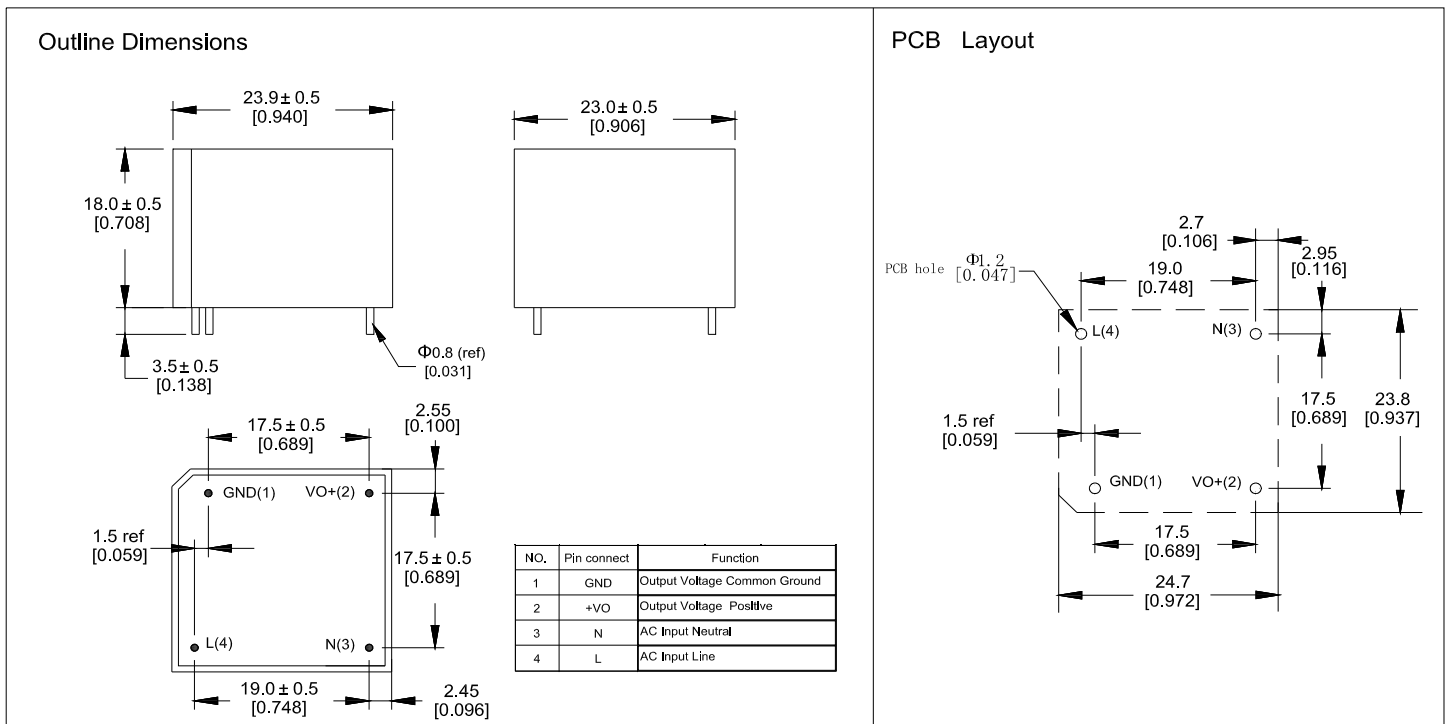 Outline Dimensions
23.9± 0.5
[0.940]
23.0± 0.5
[0.906]
18.0± 0.5
[0.708]
3.5± 0.5
[0.138]
Φ0.8 (ref)
[0.031]
17.5± 0.5
[0.689]
2.55
[0.100]
GND(1)
VO+(2)
1.5 ref
[0.059]
17.5± 0.5
[0.689]
L(4)
N(3)
19.0± 0.5
[0.748]
2.45
[0.096]
NO. Pin connect Function
1 GND Output Voltage Common Ground
2 +VO Output Voltage Positive
3 N AC Input Neutral
4 L AC Input Line
PCB Layout
2.7
[0.106]
2.95
[0.116]
PCB hole Φ1.2
[0.047]
19.0
[0.748]
L(4)
N(3)
17.5
[0.689]
23.8
[0.937]
1.5 ref
[0.059]
GND(1)
VO+(2)
17.5
[0.689]
24.7
[0.972]